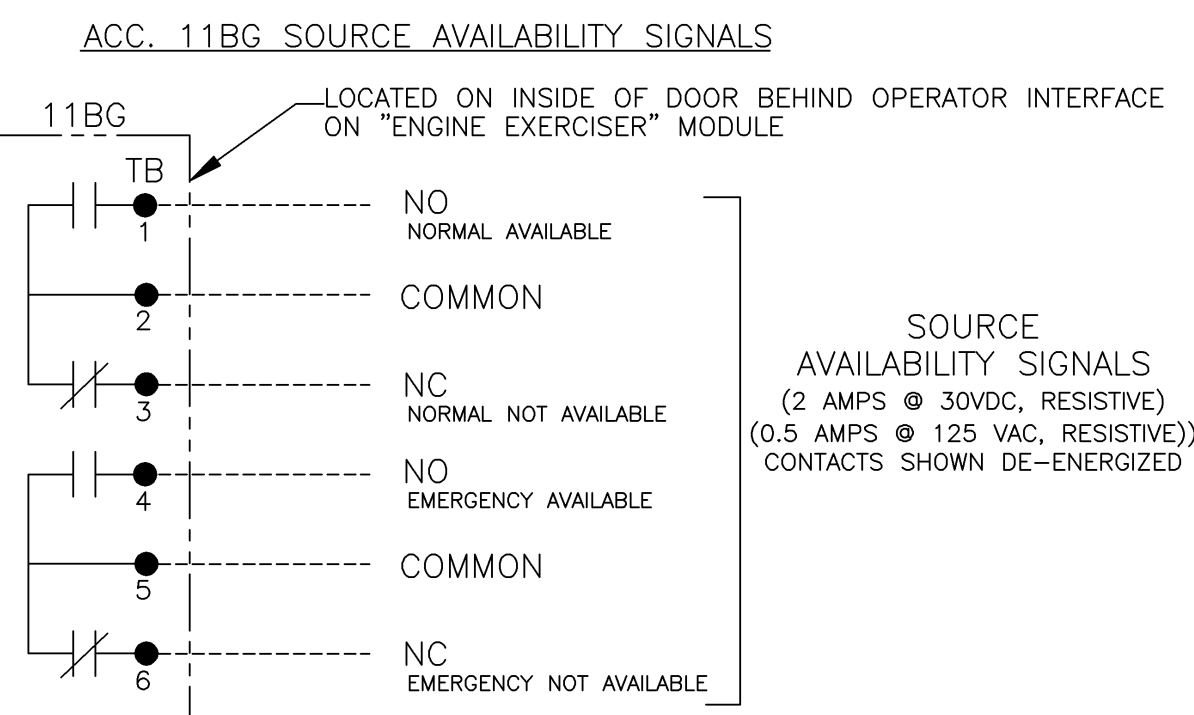 ACC. 11BG SOURCE AVAILABILITY SIGNALS
11BG
LOCATED ON INSIDE OF DOOR BEHIND OPERATOR INTERFACE
ON "ENGINE EXERCISER" MODULE
TB
1
NO
NORMAL AVAILABLE
2
COMMON
3
NC
NORMAL NOT AVAILABLE
4
NO
EMERGENCY AVAILABLE
5
COMMON
6
NC
EMERGENCY NOT AVAILABLE
SOURCE
AVAILABILITY SIGNALS
(2 AMPS @ 30VDC, RESISTIVE)
(0.5 AMPS @ 125 VAC, RESISTIVE))
CONTACTS SHOWN DE-ENERGIZED